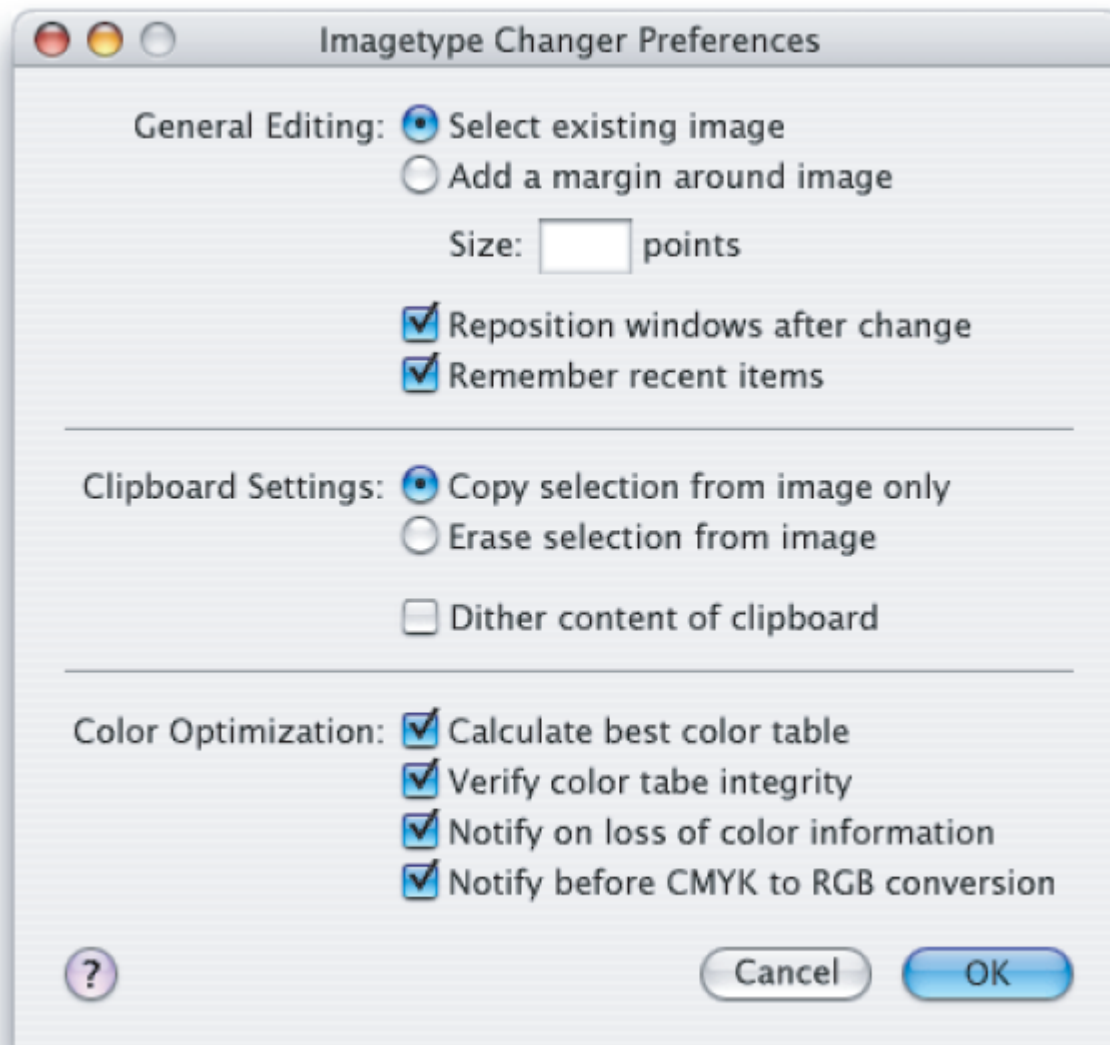 Imagetype Changer Preferences
General Editing: Select existing image
Add a margin around image
Size: points
Reposition windows after change
Remember recent items
Clipboard Settings: Copy selection from image only
Erase selection from image
Dither content of clipboard
Color Optimization: Calculate best color table
Verify color tabe integrity
Notify on loss of color information
Notify before CMYK to RGB conversion
? Cancel OK